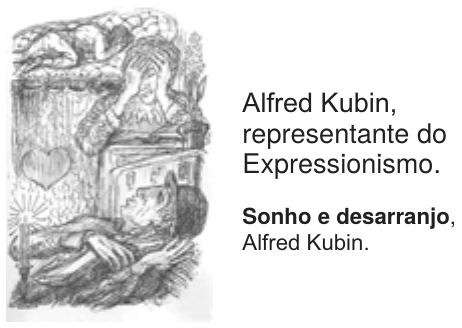 Alfred Kubin,
representante do
Expressionismo.
Sonho e desarranjo,
Alfred Kubin.